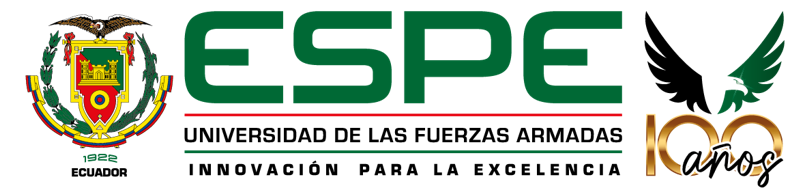 1922
ECUADOR
ESPE
UNIVERSIDAD DE LAS FUERZAS ARMADAS
INNOVACIÓN PARA LA EXCELENCIA
100
años